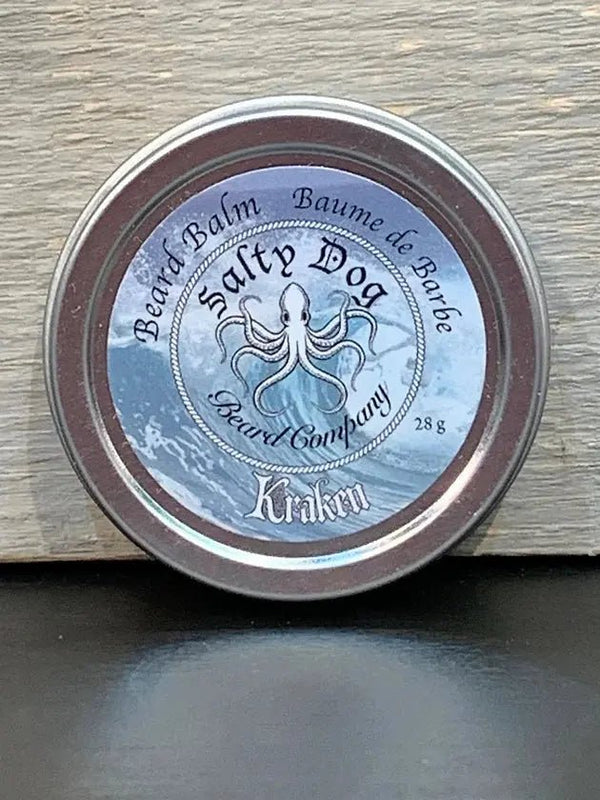 Beard Balm Baume de Barbe
Salty Dog
Beard Company
28 g
Kraken